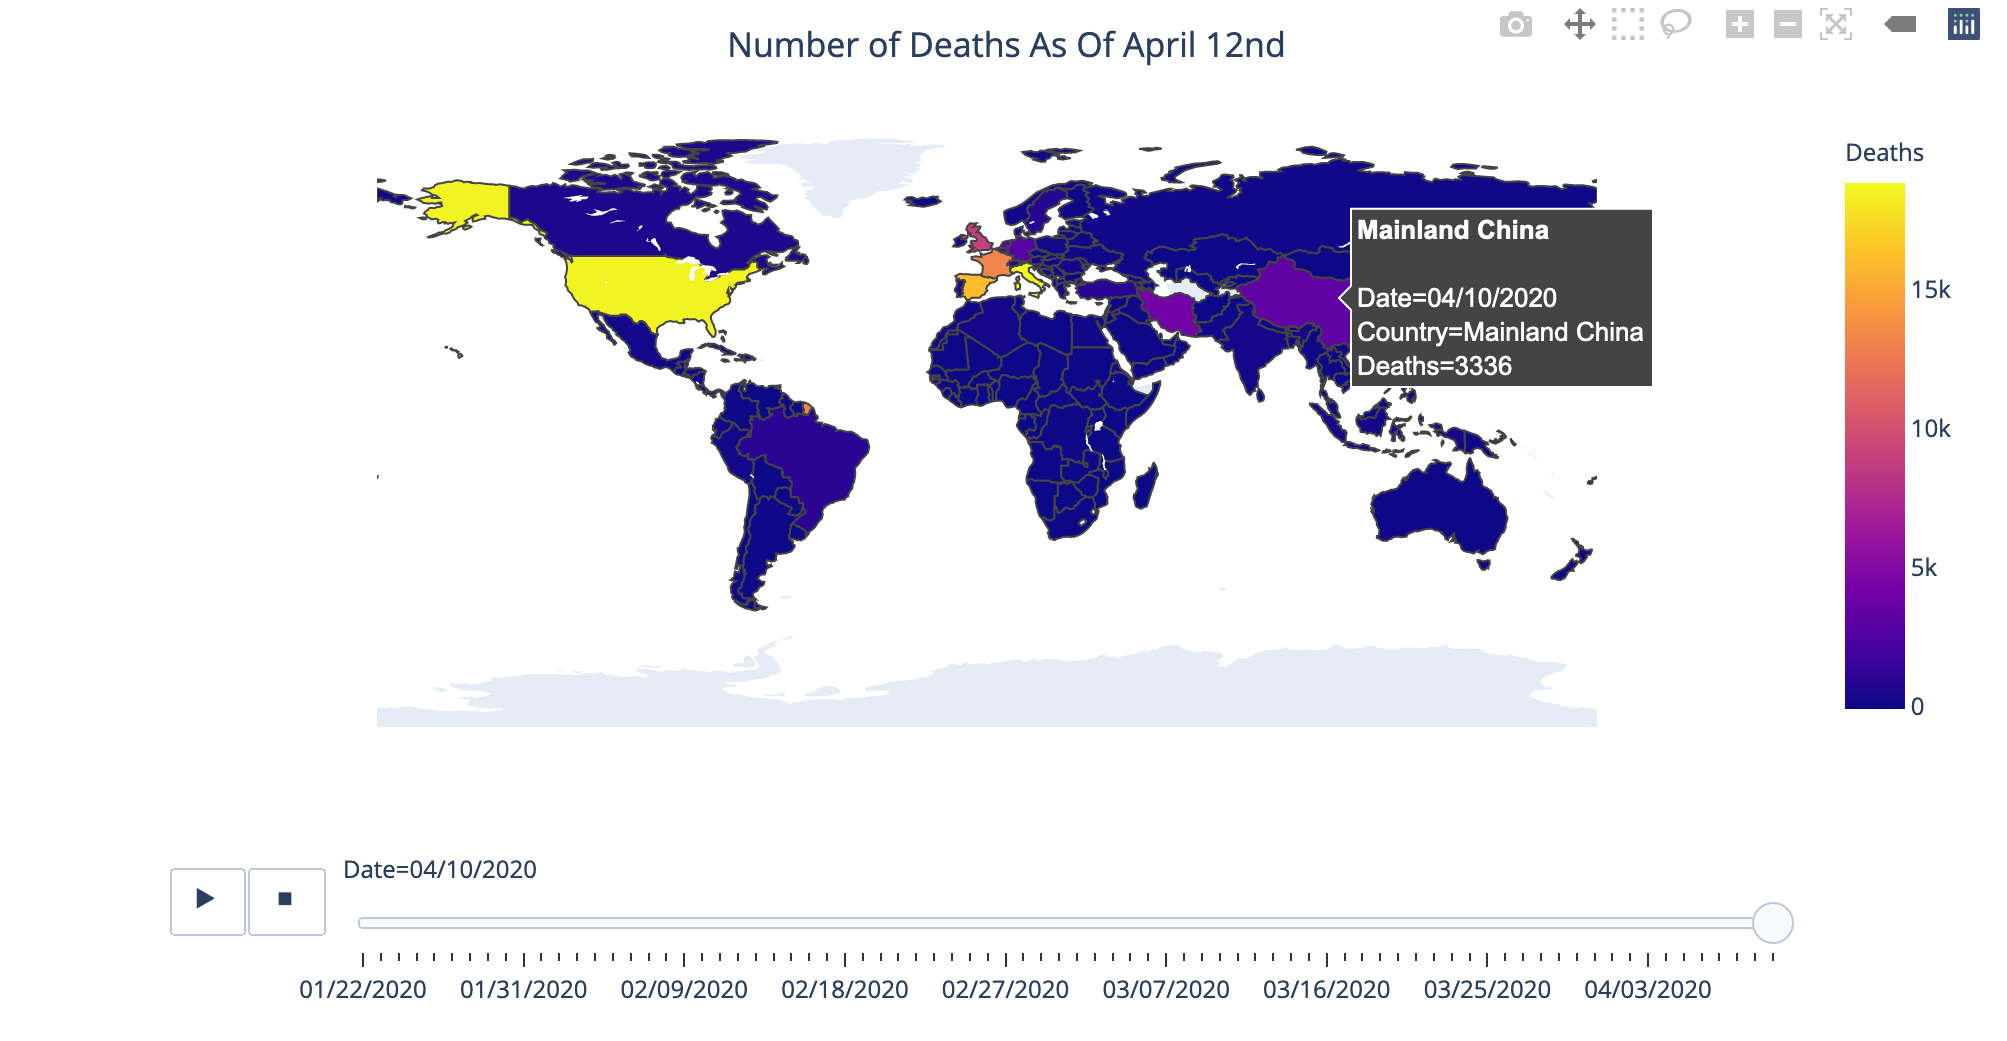 Number of Deaths As Of April 12nd
Deaths
15k
10k
5k
0
Mainland China
Date=04/10/2020
Country=Mainland China
Deaths=3336
Date=04/10/2020
01/22/2020 01/31/2020 02/09/2020 02/18/2020 02/27/2020 03/07/2020 03/16/2020 03/25/2020 04/03/2020